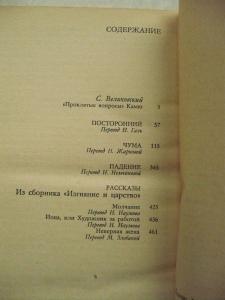 СОДЕРЖАНИЕ
С. Великовский
«Проклятые вопросы» Камю 5
ПОСТОРОННИЙ 57
Перевод Н. Галь
ЧУМА 115
Перевод Н. Жарковой
ПАДЕНИЕ
Перевод Н. Немчиновой
РАССКАЗЫ
Из сборника «Изгнание и царство»
Молчание 425
Перевод Н. Наумова
Иона, или Художник за работой 436
Перевод Н. Наумова
Неверная жена 461
Перевод М. Злобиной